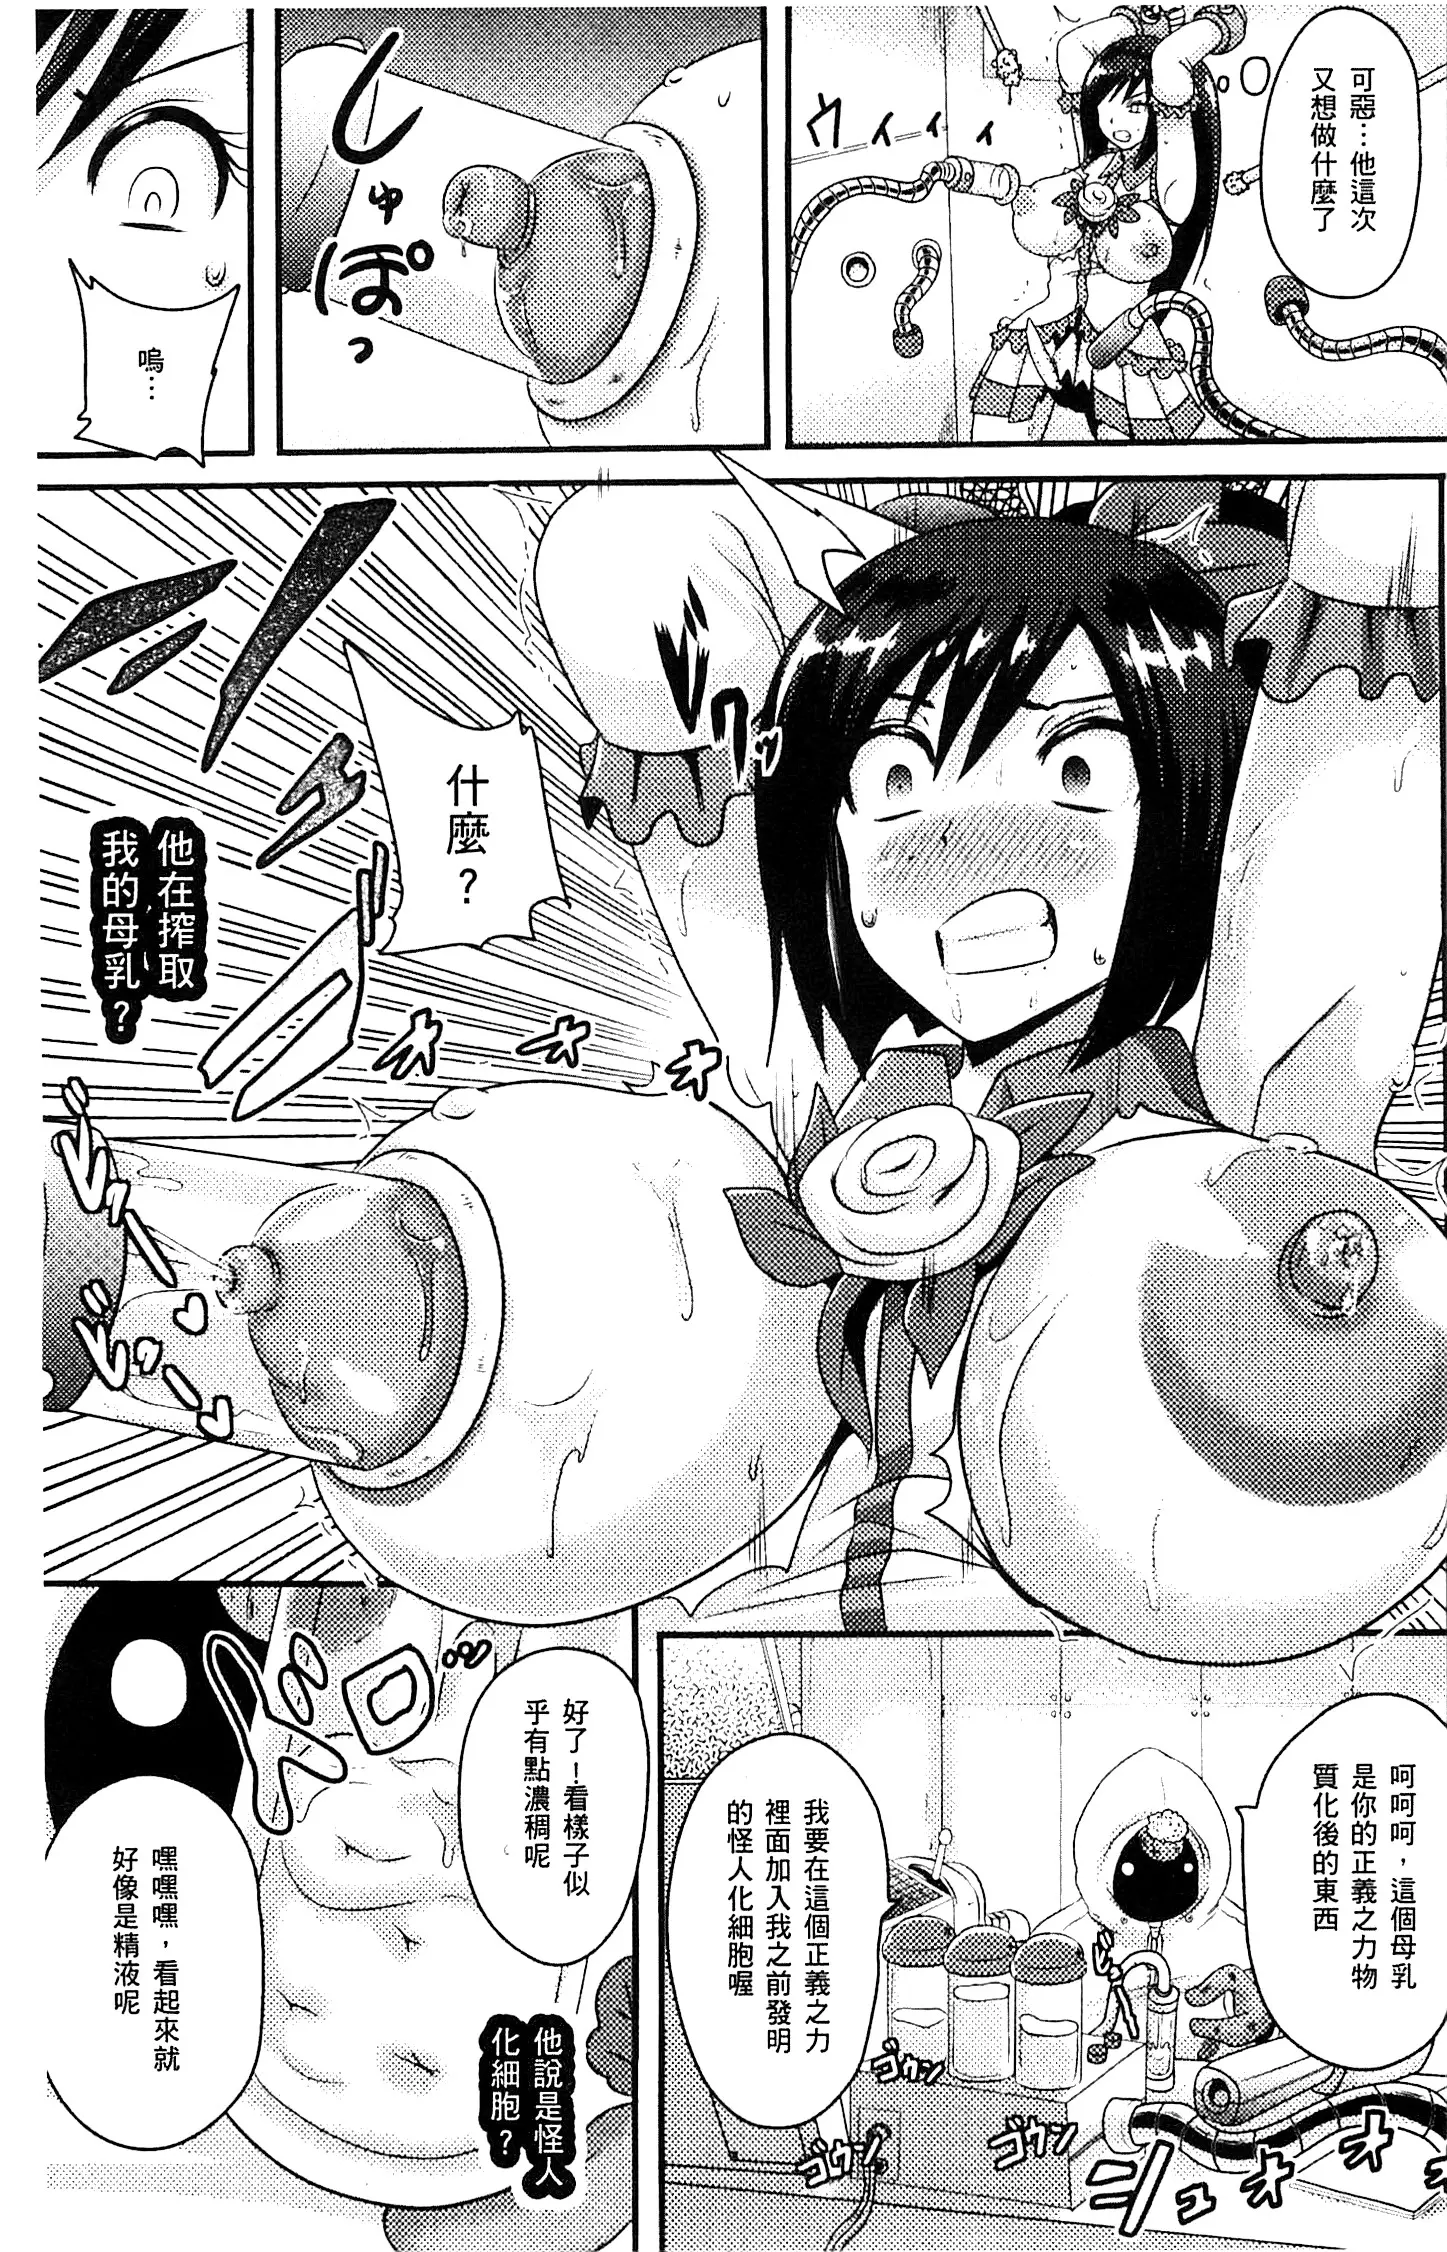 可惡…他這次
又想做什麼了
ウィィィ
しゅぽっ
嗚…
什麼？
他在搾取
我的母乳？
呵呵呵，這個母乳
是你的正義之力物
質化後的東西
我要在這個正義之力
裡面加入我之前發明
的怪人化細胞喔
ゴウン
ゴウン
ゴウン
シュオオオ
好了！看樣子似
乎有點濃稠呢
他說是怪人
化細胞？
嘿嘿嘿，看起來就
好像是精液呢